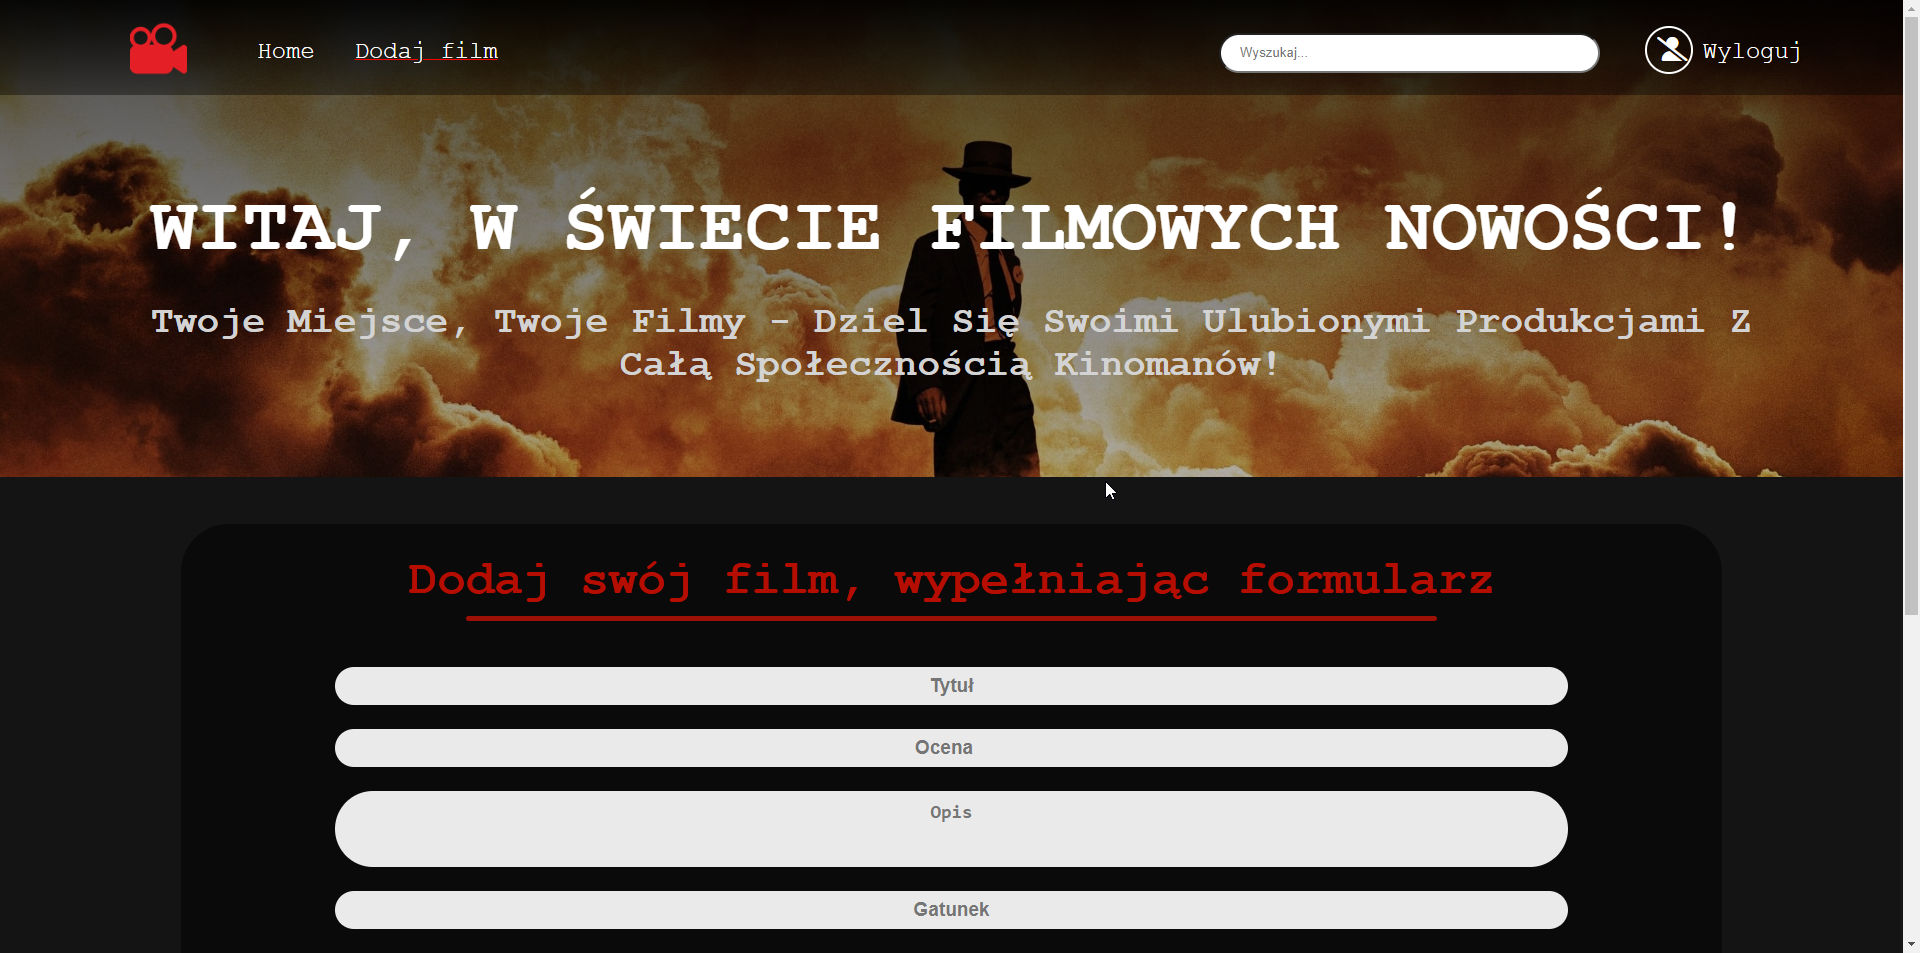 Home
Dodaj film
Wyszukaj...
Wyloguj
WITAJ, W ŚWIECIE FILMOWYCH NOWOŚCI!
Twoje Miejsce, Twoje Filmy - Dziel Się Swoimi Ulubionymi Produkcjami Z
Całą Społecznością Kinomanów!
Dodaj swój film, wypełniając formularz
Tytuł
Ocena
Opis
Gatunek